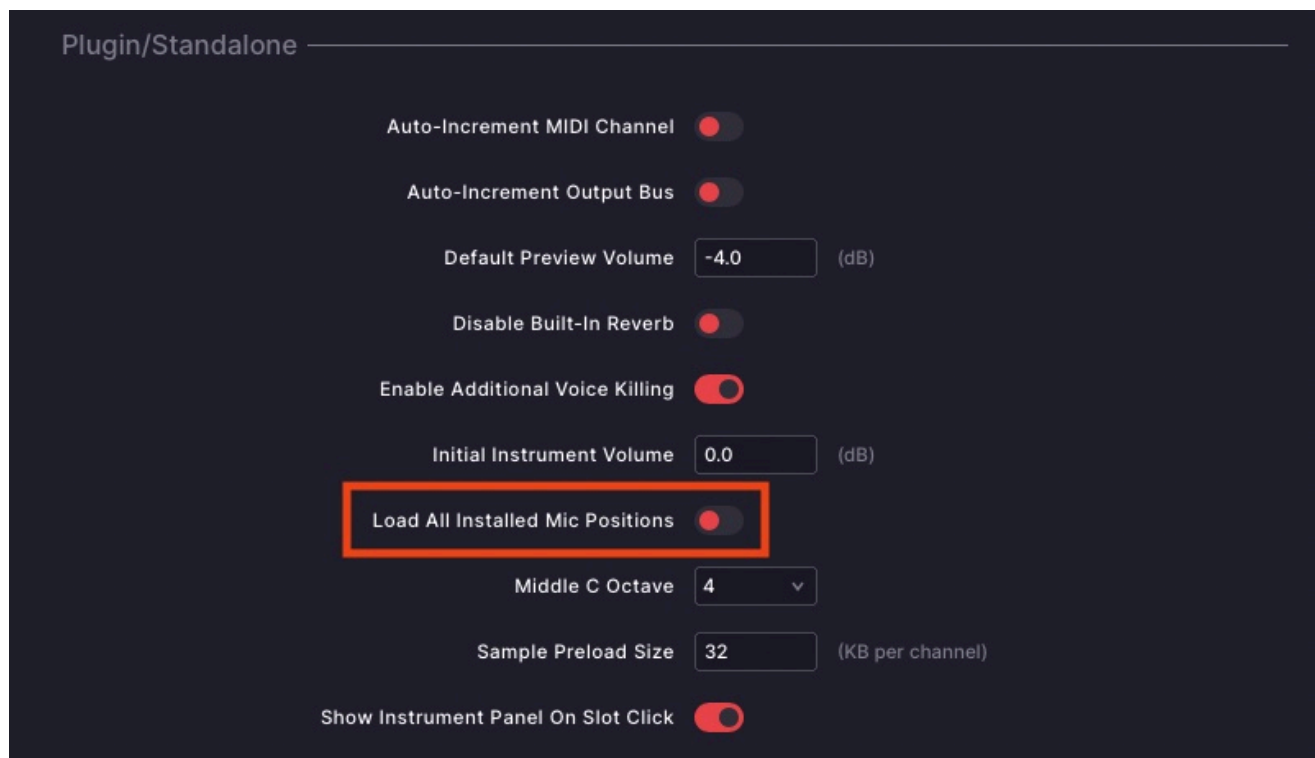 Plugin/Standalone
Auto-Increment MIDI Channel
Auto-Increment Output Bus
Default Preview Volume -4.0 (dB)
Disable Built-In Reverb
Enable Additional Voice Killing
Initial Instrument Volume 0.0 (dB)
Load All Installed Mic Positions
Middle C Octave 4
Sample Preload Size 32 (KB per channel)
Show Instrument Panel On Slot Click